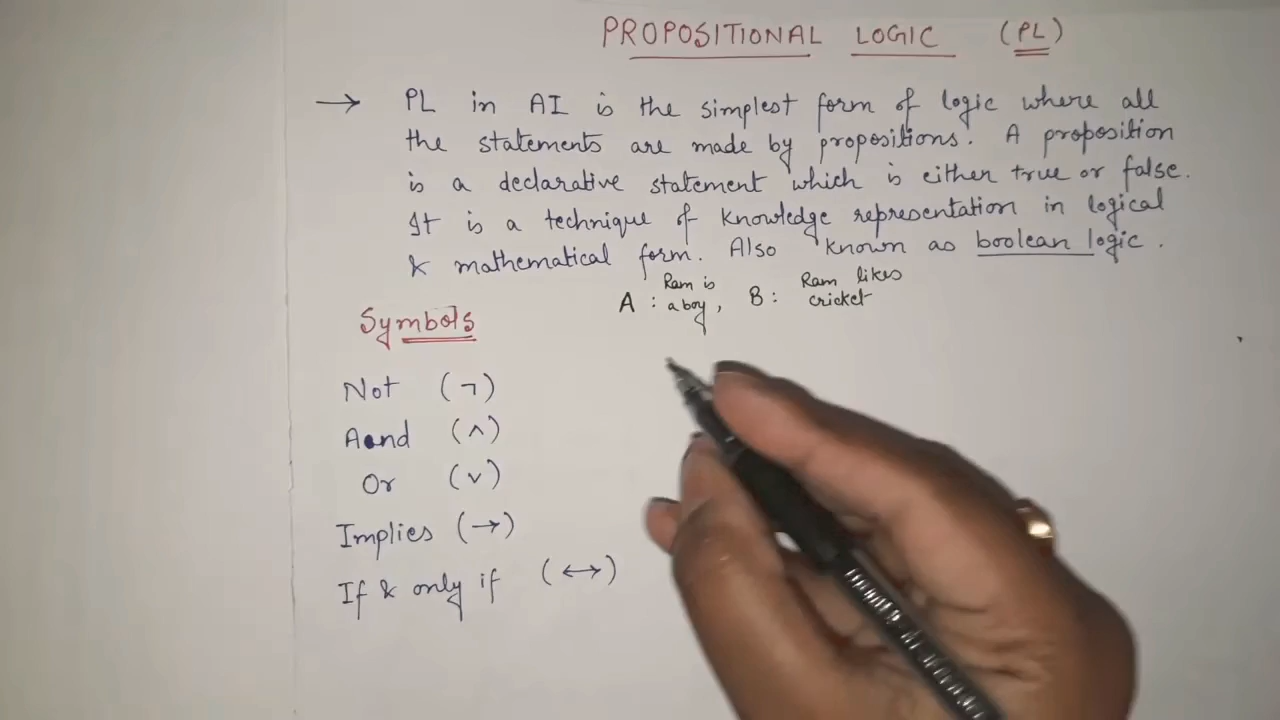 PROPOSITIONAL LOGIC (PL)
→ PL in AI is the simplest form of logic where all
the statements are made by propositions. A proposition
is a declarative statement which is either true or false.
It is a technique of knowledge representation in logical
& mathematical form. Also known as boolean logic.
A : Ram is a boy, B : Ram likes cricket
Symbols
Not (¬)
And (^)
Or (v)
Implies (→)
If & only if (↔)